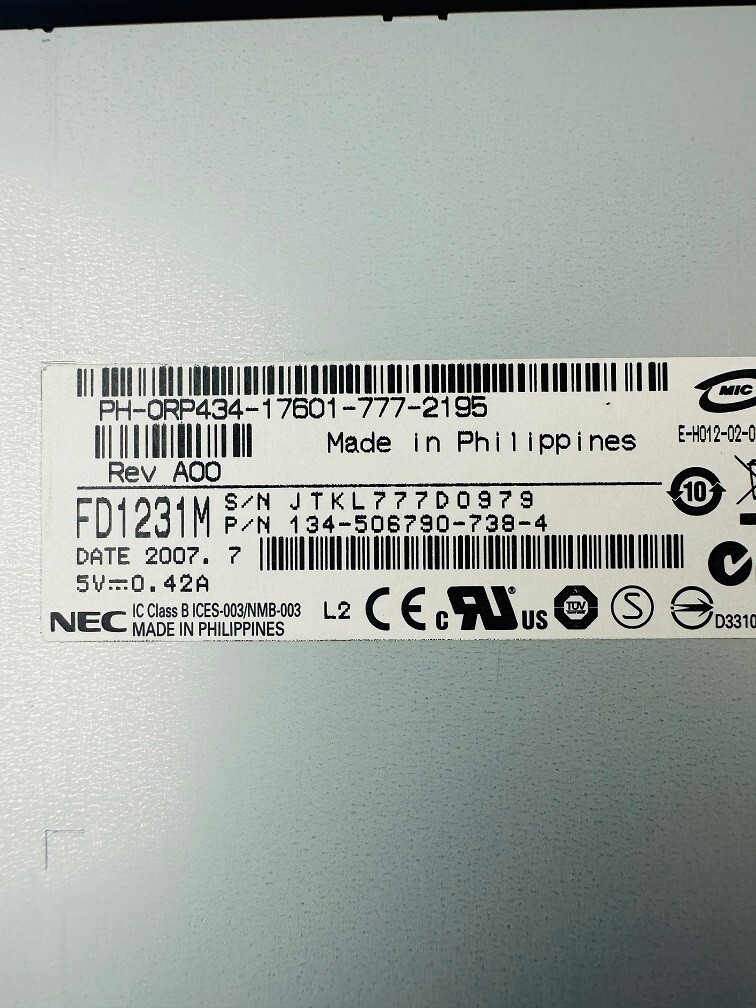 PH-0RP434-17601-777-2195
Made in Philippines
Rev A00
MIC
E-H012-02-0
10
FD1231M
S/N JTKL777D0979
P/N 134-506790-738-4
DATE 2007. 7
5V⎓0.42A
NEC
IC Class B ICES-003/NMB-003
MADE IN PHILIPPINES
L2
CE
c RU® US
TÜV
S
D3310